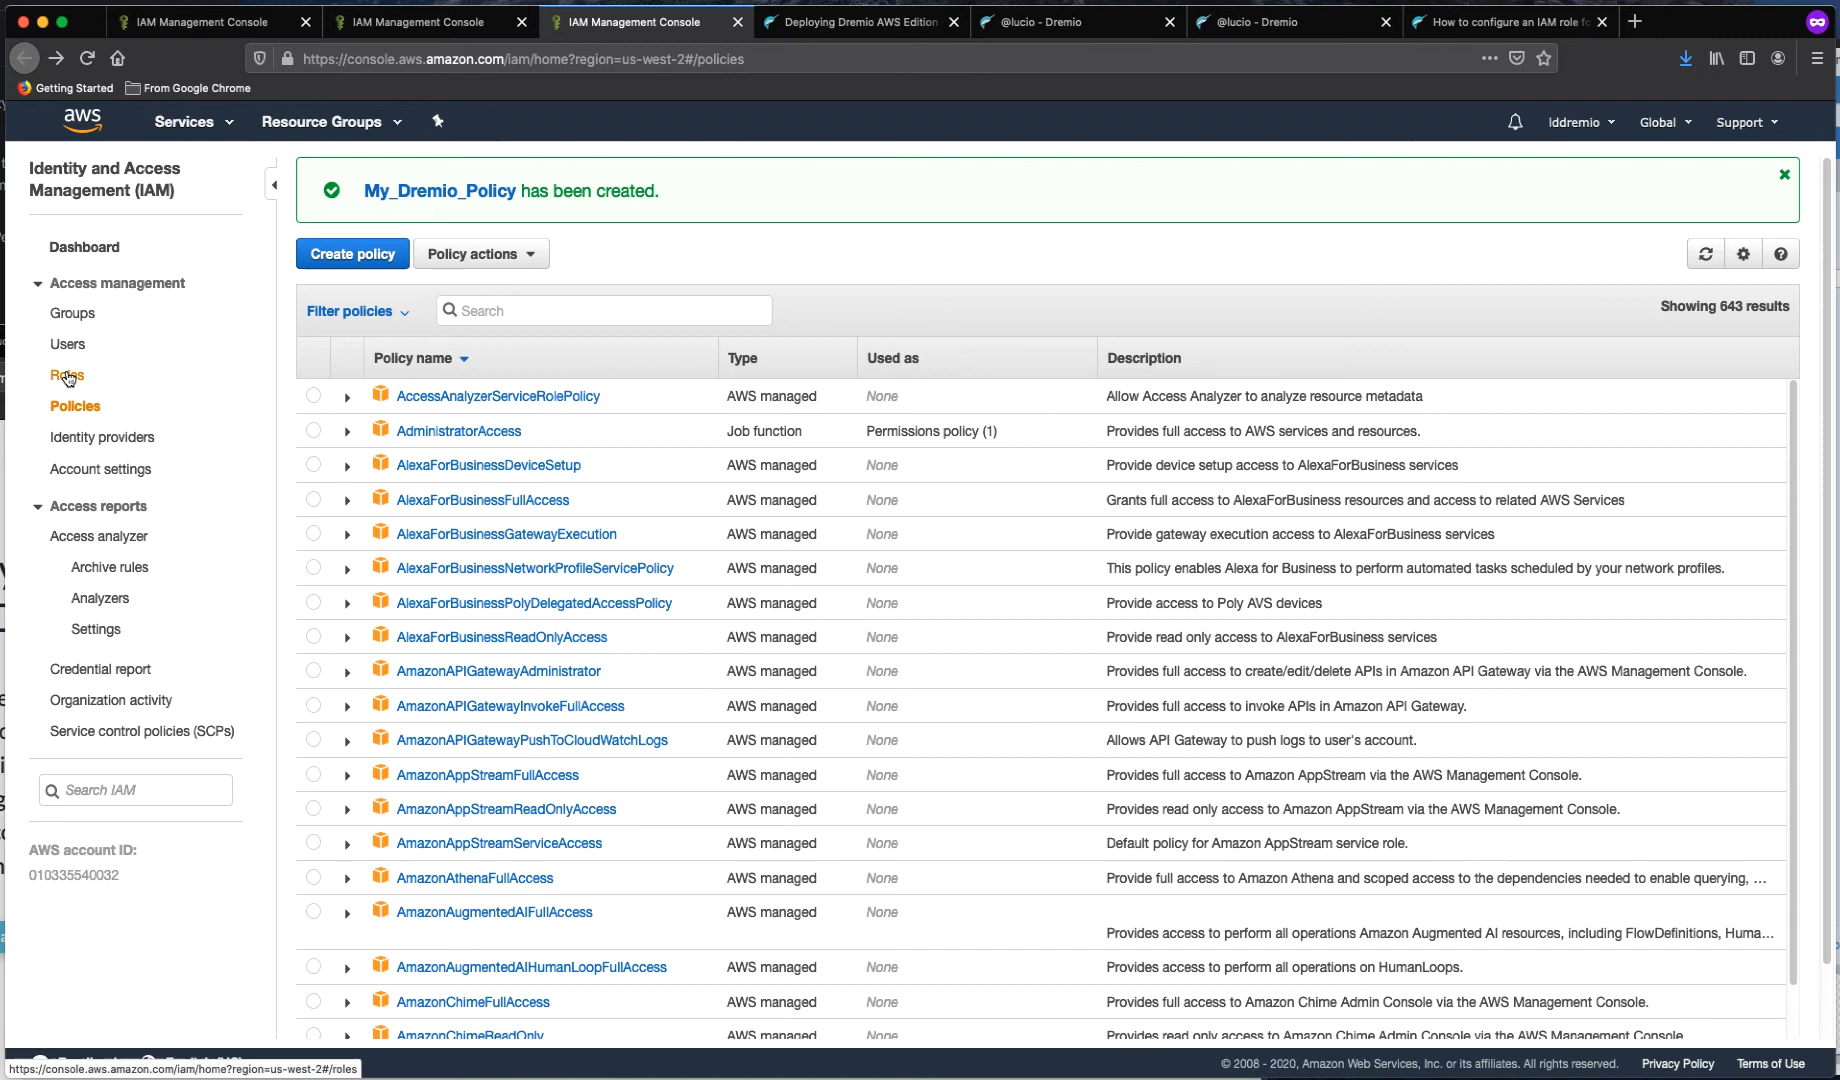 IAM Management Console
IAM Management Console
IAM Management Console
Deploying Dremio AWS Edition
@lucio - Dremio
@lucio - Dremio
How to configure an IAM role fo
https://console.aws.amazon.com/iam/home?region=us-west-2#/policies
Getting Started
From Google Chrome
aws
Services
Resource Groups
lddremio
Global
Support
Identity and Access
Management (IAM)
Dashboard
Access management
Groups
Users
Roles
Policies
Identity providers
Account settings
Access reports
Access analyzer
Archive rules
Analyzers
Settings
Credential report
Organization activity
Service control policies (SCPs)
Search IAM
AWS account ID:
010335540032
My_Dremio_Policy has been created.
Create policy
Policy actions
Filter policies
Search
Showing 643 results
Policy name Type Used as Description
AccessAnalyzerServiceRolePolicy AWS managed None Allow Access Analyzer to analyze resource metadata
AdministratorAccess Job function Permissions policy (1) Provides full access to AWS services and resources.
AlexaForBusinessDeviceSetup AWS managed None Provide device setup access to AlexaForBusiness services
AlexaForBusinessFullAccess AWS managed None Grants full access to AlexaForBusiness resources and access to related AWS Services
AlexaForBusinessGatewayExecution AWS managed None Provide gateway execution access to AlexaForBusiness services
AlexaForBusinessNetworkProfileServicePolicy AWS managed None This policy enables Alexa for Business to perform automated tasks scheduled by your network profiles.
AlexaForBusinessPolyDelegatedAccessPolicy AWS managed None Provide access to Poly AVS devices
AlexaForBusinessReadOnlyAccess AWS managed None Provide read only access to AlexaForBusiness services
AmazonAPIGatewayAdministrator AWS managed None Provides full access to create/edit/delete APIs in Amazon API Gateway via the AWS Management Console.
AmazonAPIGatewayInvokeFullAccess AWS managed None Provides full access to invoke APIs in Amazon API Gateway.
AmazonAPIGatewayPushToCloudWatchLogs AWS managed None Allows API Gateway to push logs to user's account.
AmazonAppStreamFullAccess AWS managed None Provides full access to Amazon AppStream via the AWS Management Console.
AmazonAppStreamReadOnlyAccess AWS managed None Provides read only access to Amazon AppStream via the AWS Management Console.
AmazonAppStreamServiceAccess AWS managed None Default policy for Amazon AppStream service role.
AmazonAthenaFullAccess AWS managed None Provide full access to Amazon Athena and scoped access to the dependencies needed to enable querying, ...
AmazonAugmentedAIFullAccess AWS managed None
Provides access to perform all operations Amazon Augmented AI resources, including FlowDefinitions, Huma...
AmazonAugmentedAIHumanLoopFullAccess AWS managed None Provides access to perform all operations on HumanLoops.
AmazonChimeFullAccess AWS managed None Provides full access to Amazon Chime Admin Console via the AWS Management Console.
AmazonChimeReadOnly AWS managed None Provides read only access to Amazon Chime Admin Console via the AWS Management Console
https://console.aws.amazon.com/iam/home?region=us-west-2#/roles
© 2008 - 2020, Amazon Web Services, Inc. or its affiliates. All rights reserved.
Privacy Policy
Terms of Use